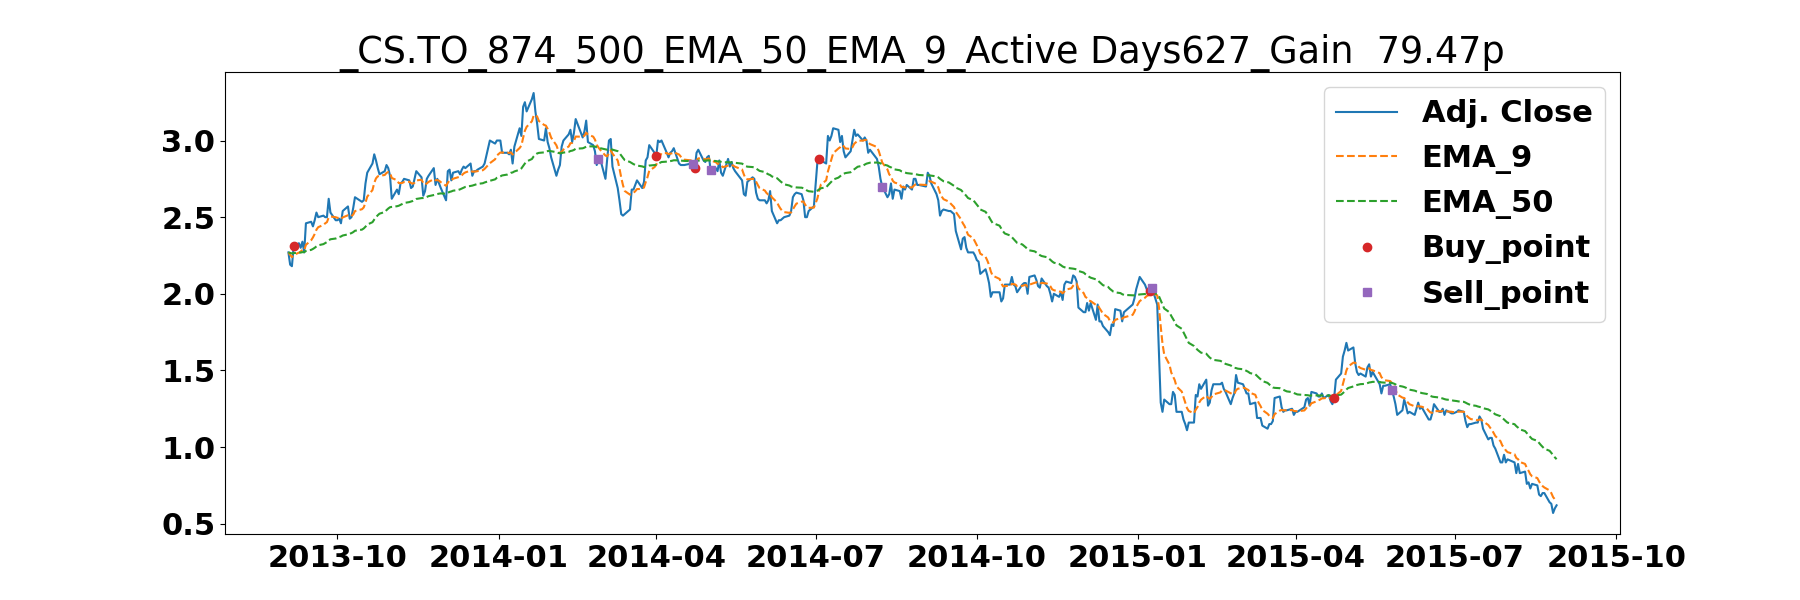 _CS.TO_874_500_EMA_50_EMA_9_Active Days627_Gain  79.47p
Adj. Close
EMA_9
EMA_50
Buy_point
Sell_point
3.0
2.5
2.0
1.5
1.0
0.5
2013-10 2014-01 2014-04 2014-07 2014-10 2015-01 2015-04 2015-07 2015-10